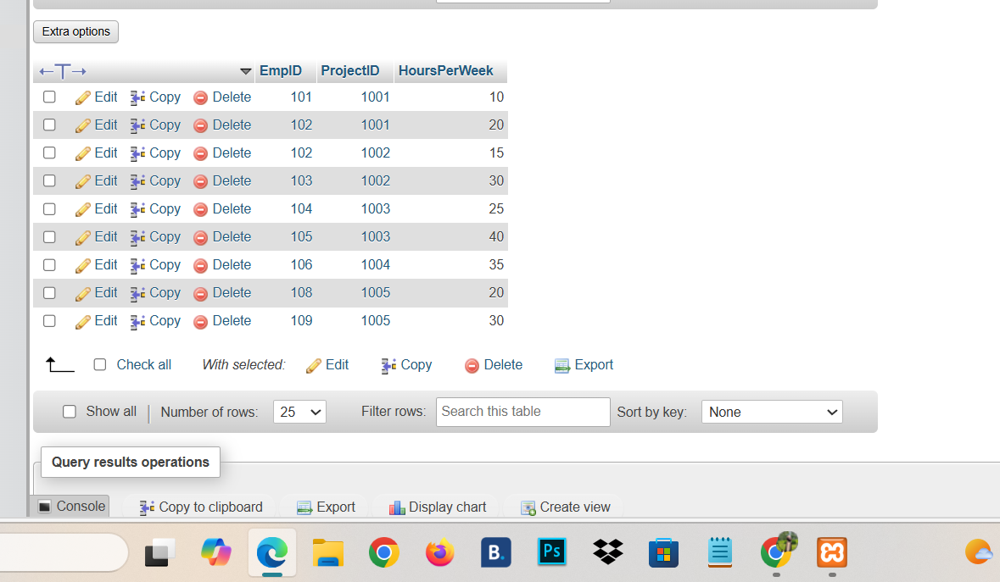 Extra options
←T→ EmpID ProjectID HoursPerWeek
Edit Copy Delete 101 1001 10
Edit Copy Delete 102 1001 20
Edit Copy Delete 102 1002 15
Edit Copy Delete 103 1002 30
Edit Copy Delete 104 1003 25
Edit Copy Delete 105 1003 40
Edit Copy Delete 106 1004 35
Edit Copy Delete 108 1005 20
Edit Copy Delete 109 1005 30
Check all With selected: Edit Copy Delete Export
Show all Number of rows: 25 Filter rows: Search this table Sort by key: None
Query results operations
Console Copy to clipboard Export Display chart Create view
B. Ps